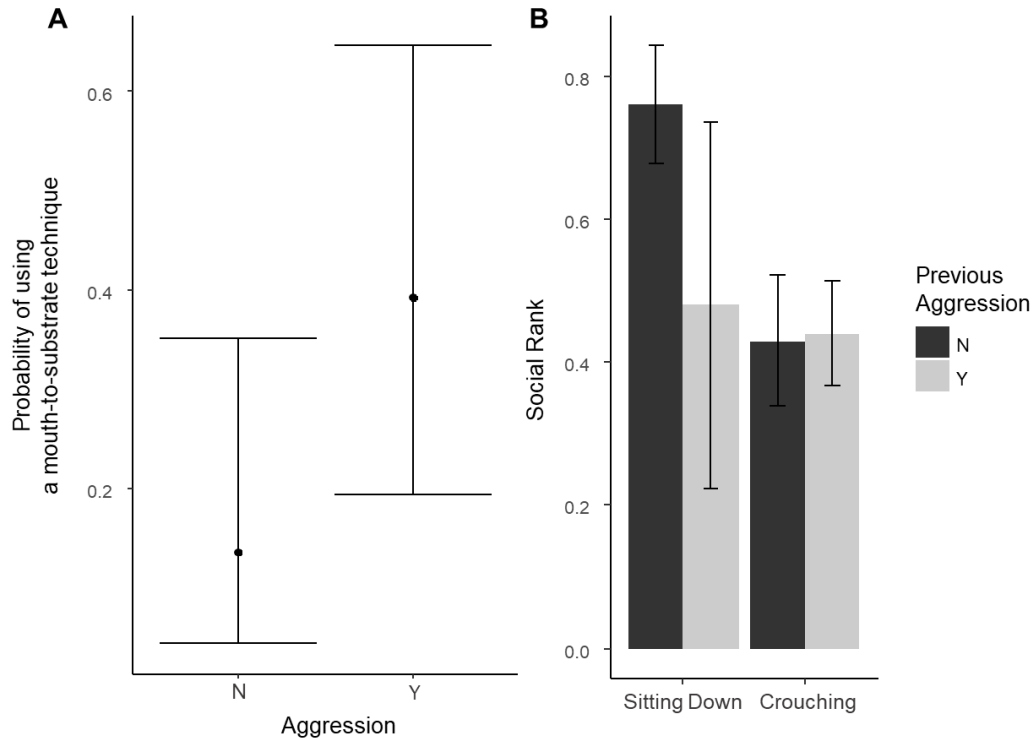 A
Probability of using
a mouth-to-substrate technique
0.6
0.4
0.2
N
Y
Aggression
B
Social Rank
0.8
0.6
0.4
0.2
0.0
Sitting Down
Crouching
Previous
Aggression
N
Y